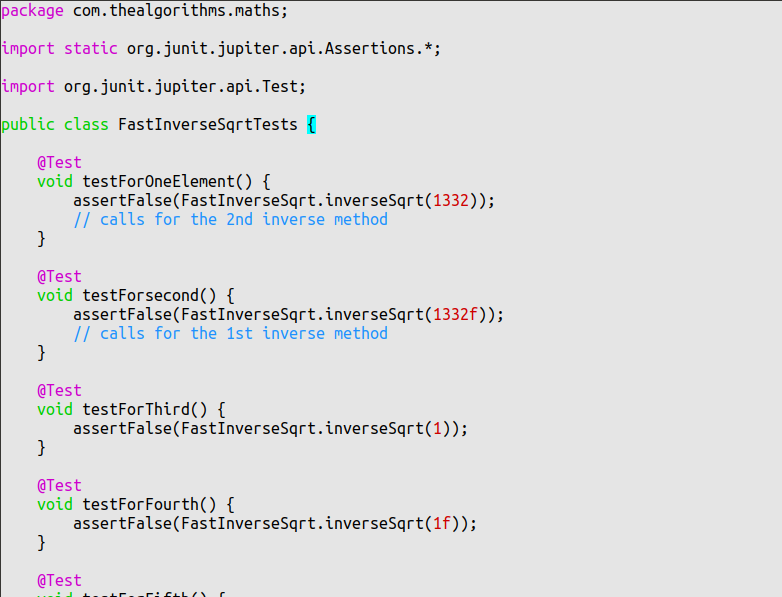 package com.thealgorithms.maths;
import static org.junit.jupiter.api.Assertions.*;
import org.junit.jupiter.api.Test;
public class FastInverseSqrtTests {
@Test
void testForOneElement() {
assertFalse(FastInverseSqrt.inverseSqrt(1332));
// calls for the 2nd inverse method
}
@Test
void testForsecond() {
assertFalse(FastInverseSqrt.inverseSqrt(1332f));
// calls for the 1st inverse method
}
@Test
void testForThird() {
assertFalse(FastInverseSqrt.inverseSqrt(1));
}
@Test
void testForFourth() {
assertFalse(FastInverseSqrt.inverseSqrt(1f));
}
@Test
void testForFifth() {